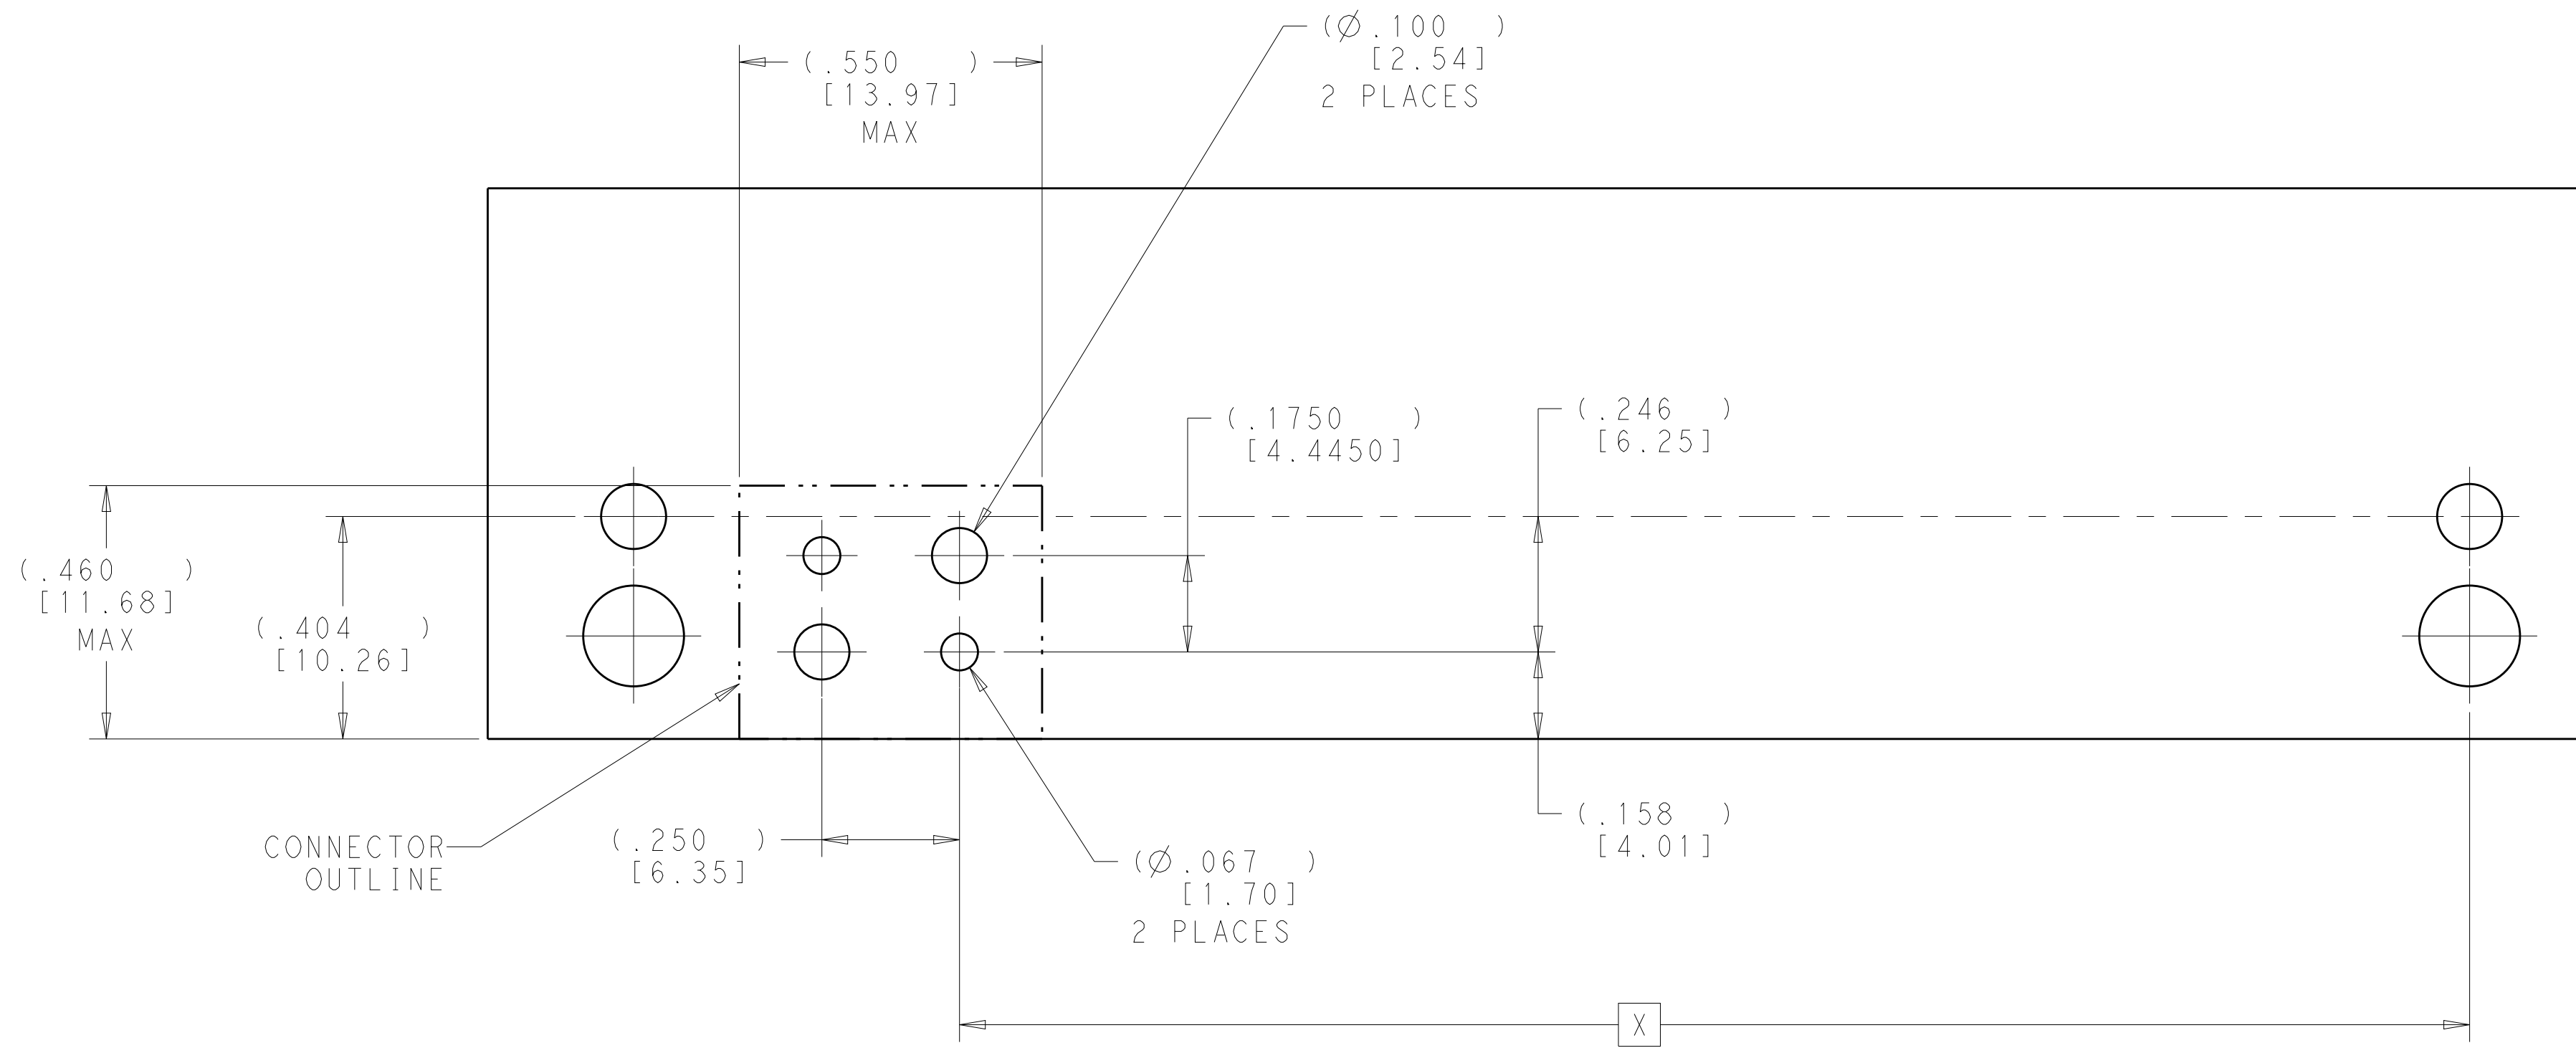 (Ø.100 )
[2.54]
2 PLACES
(.550 )
[13.97]
MAX
(.1750 )
[4.4450]
(.246 )
[6.25]
(.460 )
[11.68]
MAX
(.404 )
[10.26]
CONNECTOR
OUTLINE
(.250 )
[6.35]
(Ø.067 )
[1.70]
2 PLACES
(.158 )
[4.01]
X